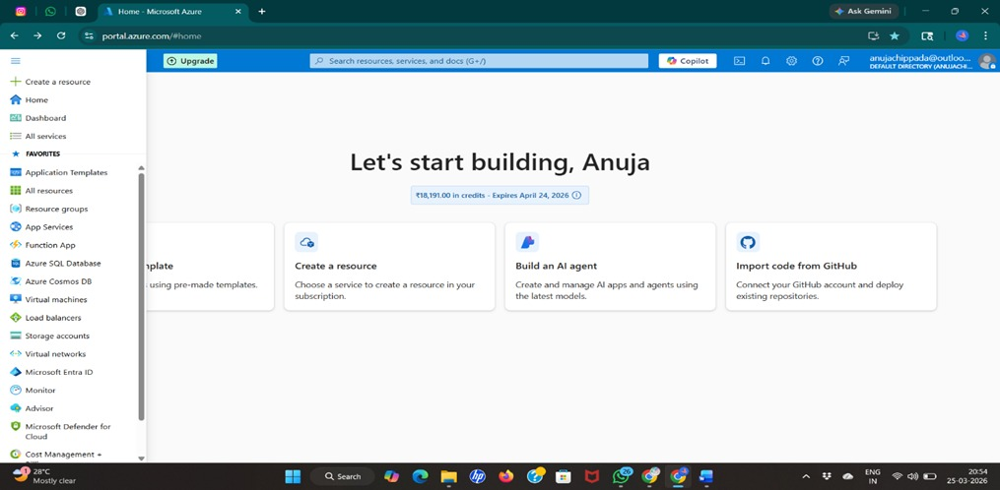 Home - Microsoft Azure
Ask Gemini
portal.azure.com/#home
Upgrade
Search resources, services, and docs (G+/)
Copilot
anujachippada@outloo...
DEFAULT DIRECTORY (ANUJACHI...
Create a resource
Home
Dashboard
All services
FAVORITES
Application Templates
All resources
Resource groups
App Services
Function App
Azure SQL Database
Azure Cosmos DB
Virtual machines
Load balancers
Storage accounts
Virtual networks
Microsoft Entra ID
Monitor
Advisor
Microsoft Defender for
Cloud
Cost Management +
Let's start building, Anuja
₹18,191.00 in credits - Expires April 24, 2026
mplate
using pre-made templates.
Create a resource
Choose a service to create a resource in your
subscription.
Build an AI agent
Create and manage AI apps and agents using
the latest models.
Import code from GitHub
Connect your GitHub account and deploy
existing repositories.
28°C
Mostly clear
Search
hp
26
ENG
IN
20:54
25-03-2026